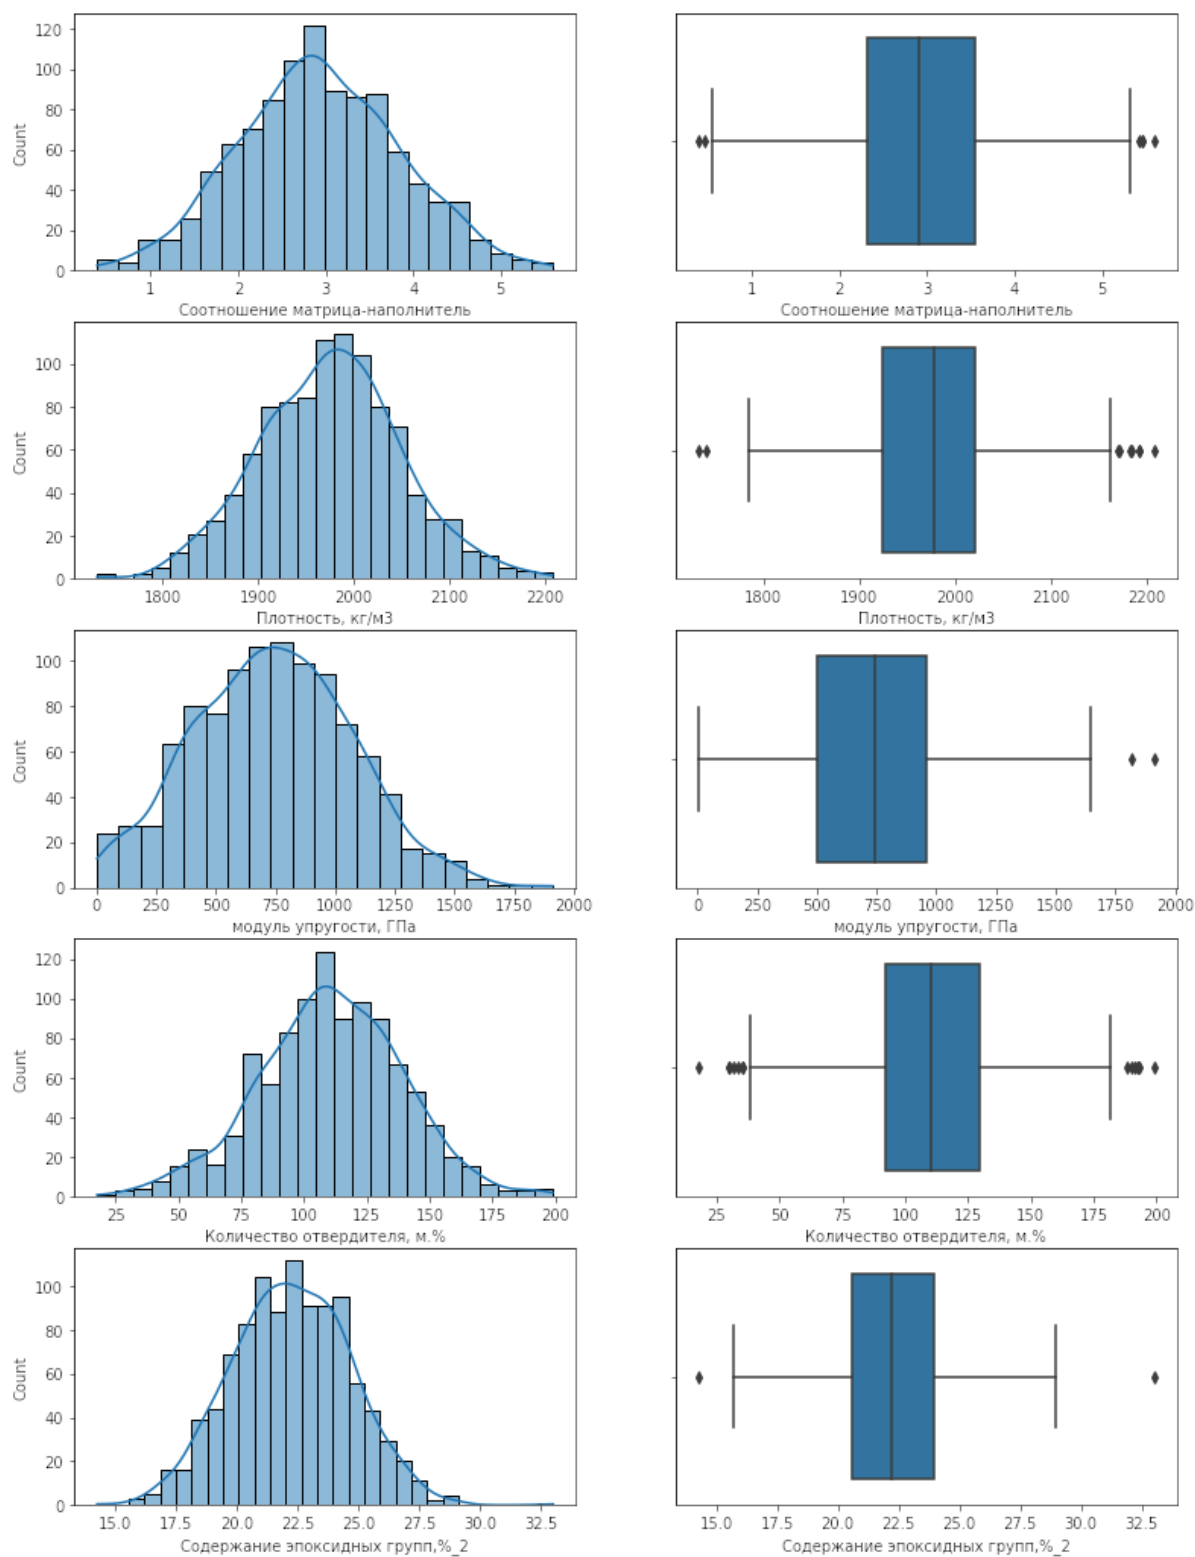 120
100
80
60
40
20
0
Count
1 2 3 4 5
Соотношение матрица-наполнитель
1 2 3 4 5
Соотношение матрица-наполнитель
100
80
60
40
20
0
Count
1800 1900 2000 2100 2200
Плотность, кг/м3
1800 1900 2000 2100 2200
Плотность, кг/м3
100
80
60
40
20
0
Count
0 250 500 750 1000 1250 1500 1750 2000
модуль упругости, ГПа
0 250 500 750 1000 1250 1500 1750 2000
модуль упругости, ГПа
120
100
80
60
40
20
0
Count
25 50 75 100 125 150 175 200
Количество отвердителя, м.%
25 50 75 100 125 150 175 200
Количество отвердителя, м.%
100
80
60
40
20
0
Count
15.0 17.5 20.0 22.5 25.0 27.5 30.0 32.5
Содержание эпоксидных групп,%_2
15.0 17.5 20.0 22.5 25.0 27.5 30.0 32.5
Содержание эпоксидных групп,%_2